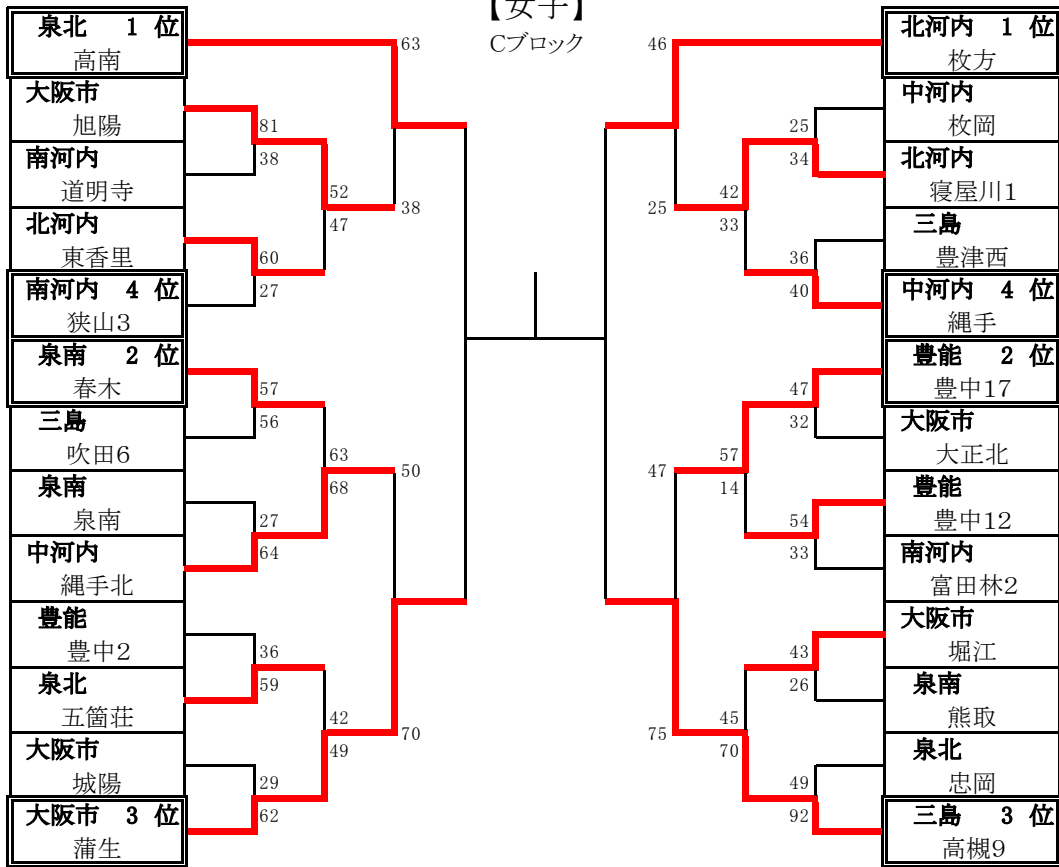 【女子】
Cブロック
泉北 1 位
高南
大阪市
旭陽
南河内
道明寺
北河内
東香里
南河内 4 位
狭山3
泉南 2 位
春木
三島
吹田6
泉南
泉南
中河内
縄手北
豊能
豊中2
泉北
五箇荘
大阪市
城陽
大阪市 3 位
蒲生
81
38
60
27
57
56
27
64
36
59
29
62
52
47
63
68
42
49
63
38
50
70
46
25
47
75
42
33
57
14
45
70
25
34
36
40
47
32
54
33
43
26
49
92
北河内 1 位
枚方
中河内
枚岡
北河内
寝屋川1
三島
豊津西
中河内 4 位
縄手
豊能 2 位
豊中17
大阪市
大正北
豊能
豊中12
南河内
富田林2
大阪市
堀江
泉南
熊取
泉北
忠岡
三島 3 位
高槻9